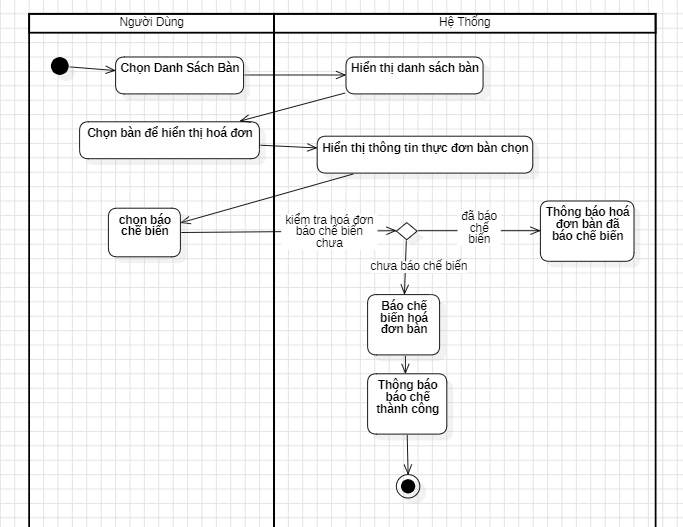 Người Dùng
Hệ Thống
Chọn Danh Sách Bàn
Hiển thị danh sách bàn
Chọn bàn để hiển thị hoá đơn
Hiển thị thông tin thực đơn bàn chọn
chọn báo
chế biến
kiểm tra hoá đơn
báo chế biến
chưa
đã báo
chế
biến
Thông báo hoá
đơn bàn đã
báo chế biến
chưa báo chế biến
Báo chế
biến hoá
đơn bàn
Thông báo
báo chế
thành công